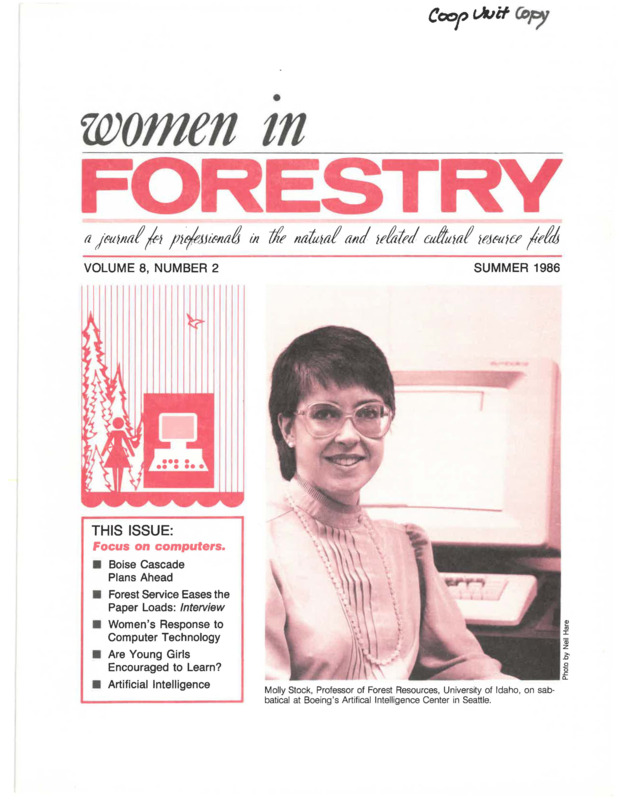 Coop Unit Copy
women in
FORESTRY
a journal for professionals in the natural and related cultural resource fields
VOLUME 8, NUMBER 2
SUMMER 1986
THIS ISSUE:
Focus on computers.
■ Boise Cascade
Plans Ahead
■ Forest Service Eases the
Paper Loads: Interview
■ Women's Response to
Computer Technology
■ Are Young Girls
Encouraged to Learn?
■ Artificial Intelligence
Photo by Neil Hare
Molly Stock, Professor of Forest Resources, University of Idaho, on sab-
batical at Boeing's Artifical Intelligence Center in Seattle.